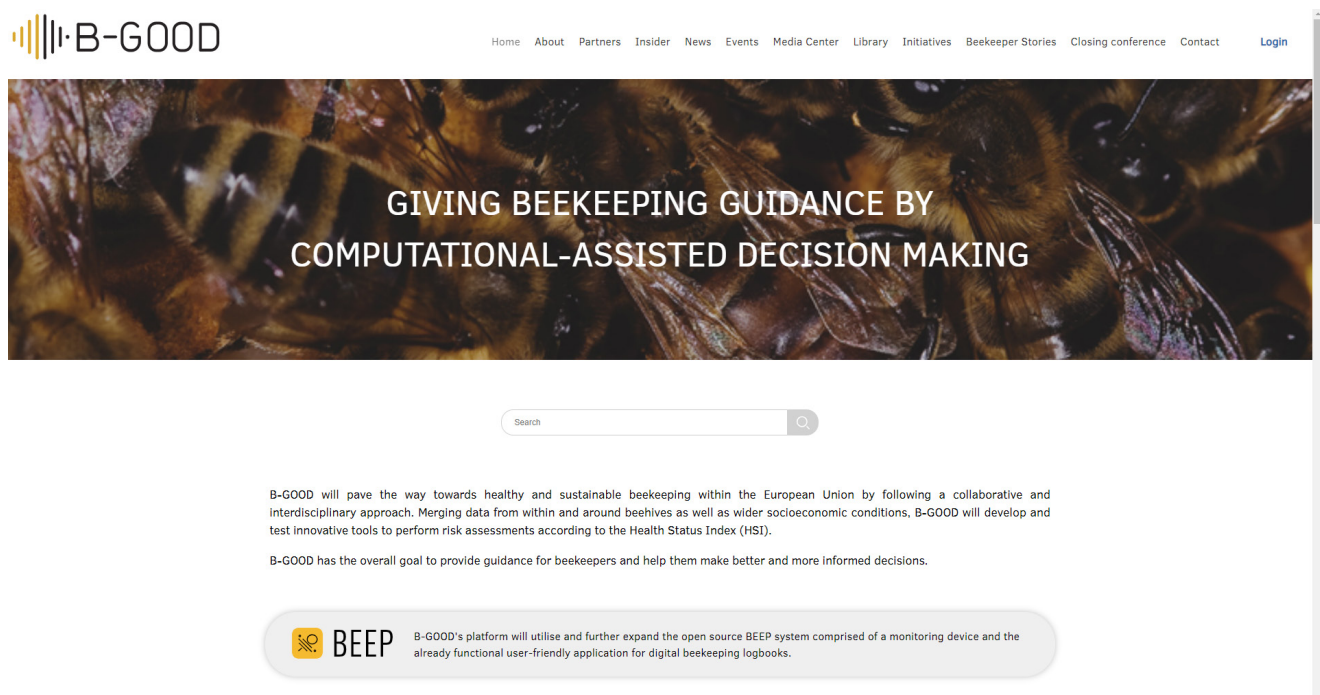 B-GOOD
Home About Partners Insider News Events Media Center Library Initiatives Beekeeper Stories Closing conference Contact Login
GIVING BEEKEEPING GUIDANCE BY
COMPUTATIONAL-ASSISTED DECISION MAKING
Search
B-GOOD will pave the way towards healthy and sustainable beekeeping within the European Union by following a collaborative and
interdisciplinary approach. Merging data from within and around beehives as well as wider socioeconomic conditions, B-GOOD will develop and
test innovative tools to perform risk assessments according to the Health Status Index (HSI).
B-GOOD has the overall goal to provide guidance for beekeepers and help them make better and more informed decisions.
BEEP
B-GOOD's platform will utilise and further expand the open source BEEP system comprised of a monitoring device and the
already functional user-friendly application for digital beekeeping logbooks.